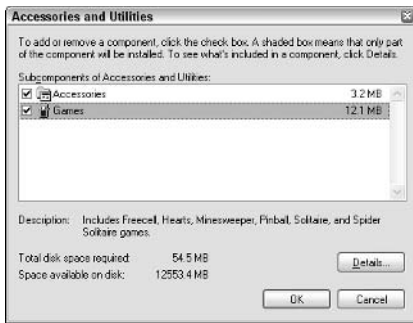 Accessories and Utilities
To add or remove a component, click the check box. A shaded box means that only part
of the component will be installed. To see what's included in a component, click Details.
Subcomponents of Accessories and Utilities:
Accessories 3.2 MB
Games 12.1 MB
Description: Includes Freecell, Hearts, Minesweeper, Pinball, Solitaire, and Spider
Solitaire games.
Total disk space required: 54.5 MB
Space available on disk: 12553.4 MB
Details...
OK Cancel